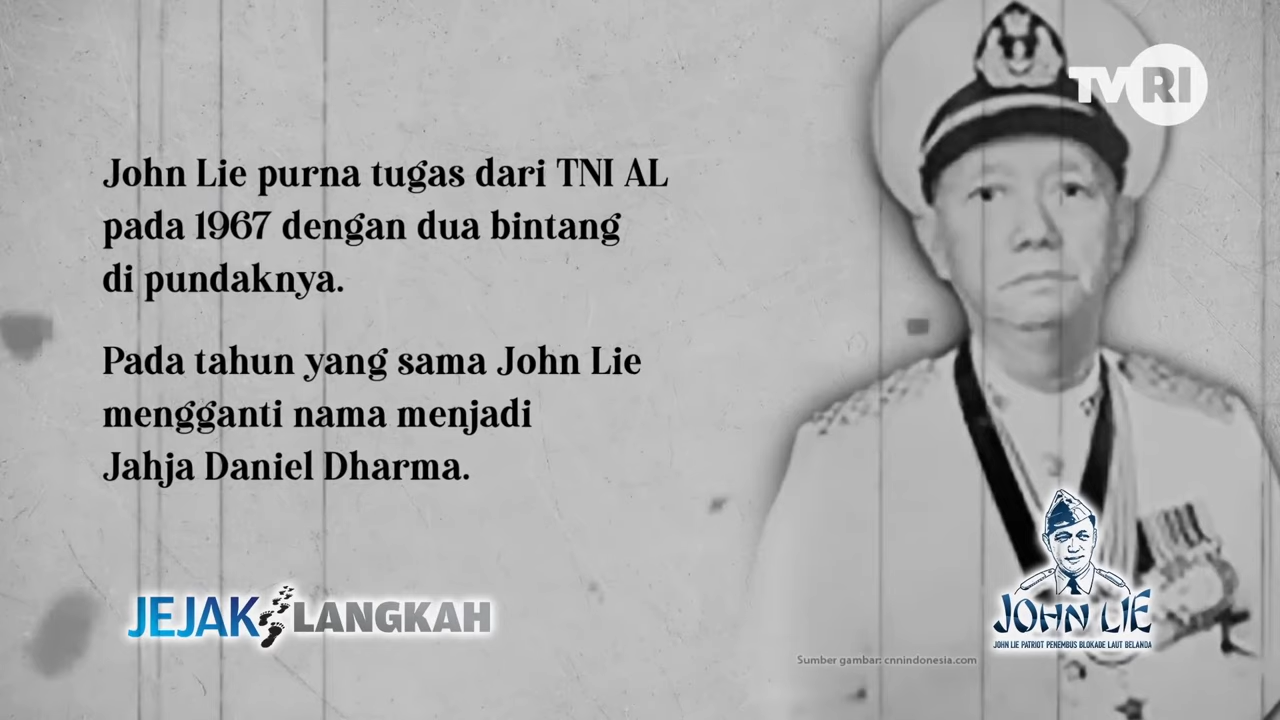 TVRI
John Lie purna tugas dari TNI AL
pada 1967 dengan dua bintang
di pundaknya.
Pada tahun yang sama John Lie
mengganti nama menjadi
Jahja Daniel Dharma.
JEJAK LANGKAH
JOHN LIE
JOHN LIE PATRIOT PENEMBUS BLOKADE LAUT BELANDA
Sumber gambar: cnnindonesia.com